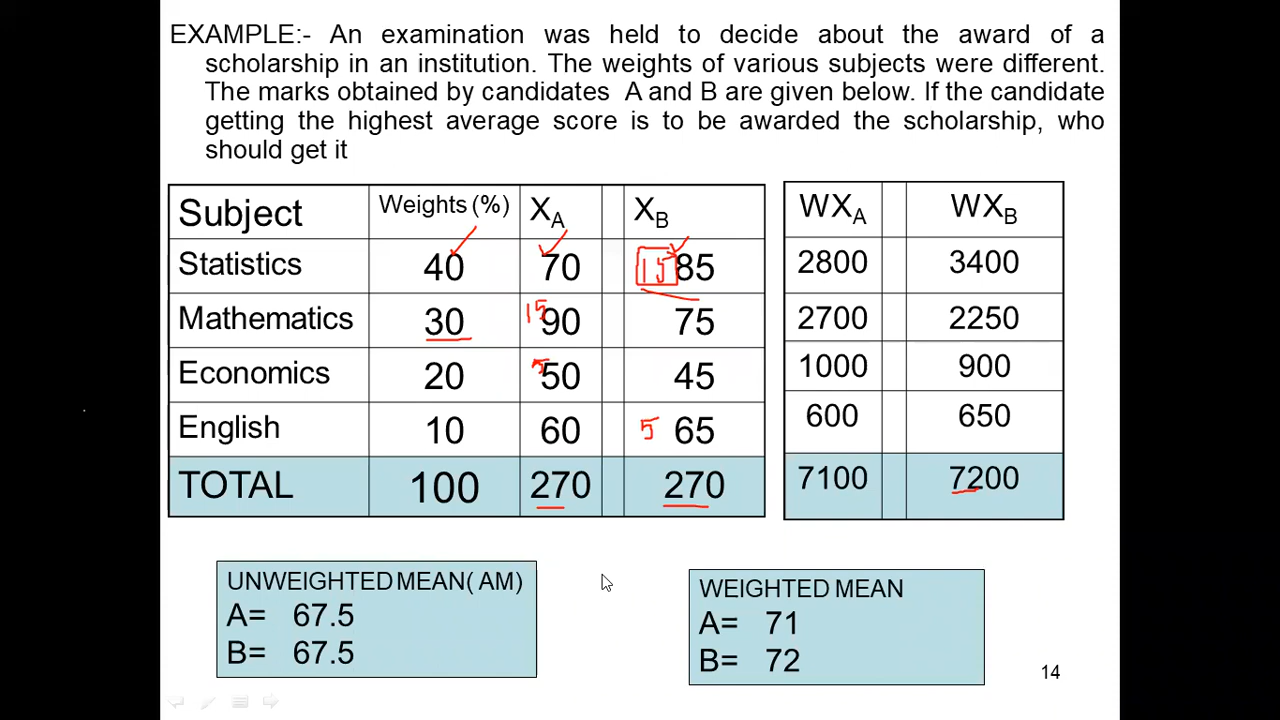 EXAMPLE:- An examination was held to decide about the award of a
scholarship in an institution. The weights of various subjects were different.
The marks obtained by candidates A and B are given below. If the candidate
getting the highest average score is to be awarded the scholarship, who
should get it
Subject Weights (%) XA XB WXA WXB
Statistics 40 70 15 85 2800 3400
Mathematics 30 15 90 75 2700 2250
Economics 20 5 50 45 1000 900
English 10 60 5 65 600 650
TOTAL 100 270 270 7100 7200
UNWEIGHTED MEAN( AM)
A= 67.5
B= 67.5
WEIGHTED MEAN
A= 71
B= 72
14